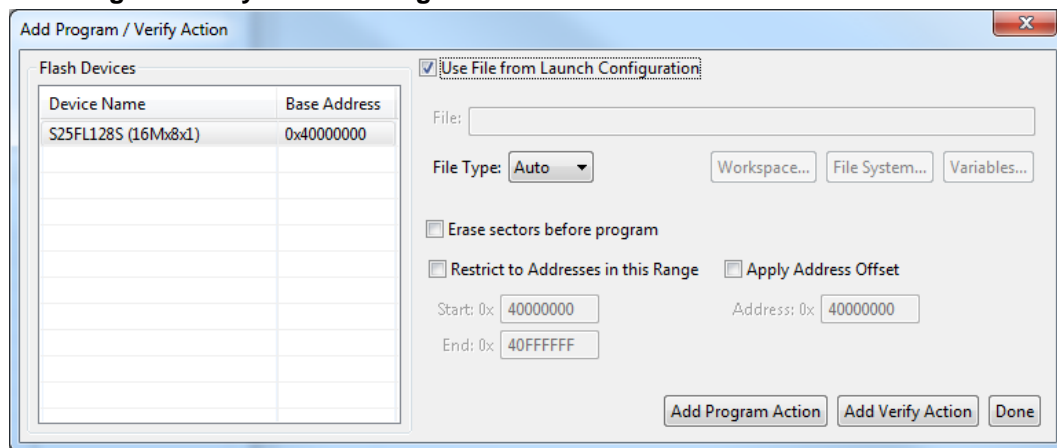 Add Program / Verify Action
Flash Devices
Device Name Base Address
S25FL128S (16Mx8x1) 0x40000000
Use File from Launch Configuration
File:
File Type: Auto
Workspace... File System... Variables...
Erase sectors before program
Restrict to Addresses in this Range Apply Address Offset
Start: 0x 40000000 Address: 0x 40000000
End: 0x 40FFFFFF
Add Program Action Add Verify Action Done